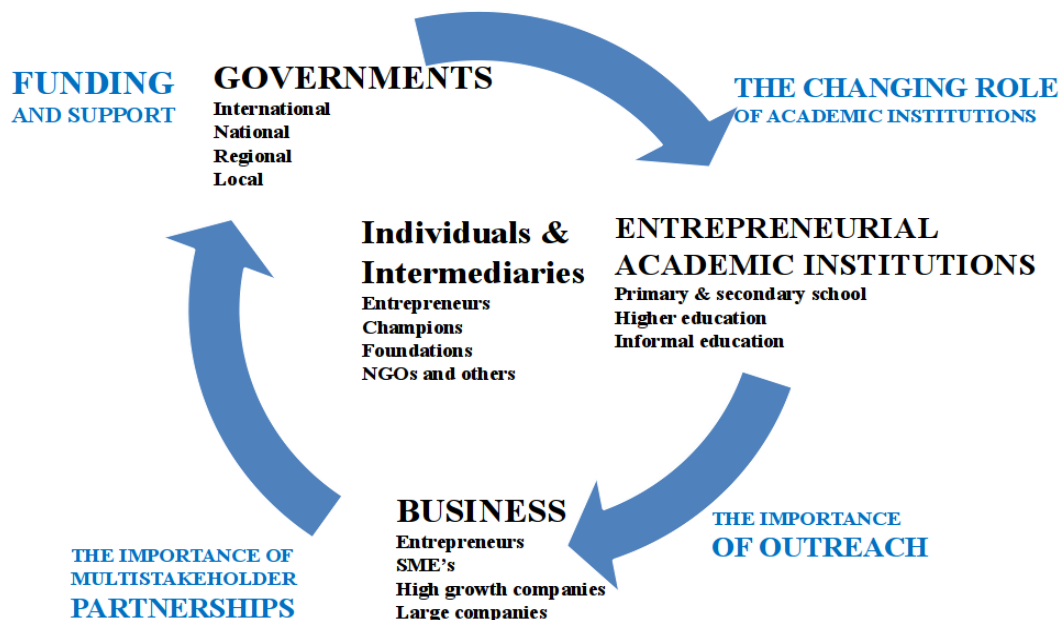 FUNDING
AND SUPPORT
GOVERNMENTS
International
National
Regional
Local
THE CHANGING ROLE
OF ACADEMIC INSTITUTIONS
Individuals &
Intermediaries
Entrepreneurs
Champions
Foundations
NGOs and others
ENTREPRENEURIAL
ACADEMIC INSTITUTIONS
Primary & secondary school
Higher education
Informal education
BUSINESS
Entrepreneurs
SME’s
High growth companies
Large companies
THE IMPORTANCE
OF OUTREACH
THE IMPORTANCE OF
MULTISTAKEHOLDER
PARTNERSHIPS